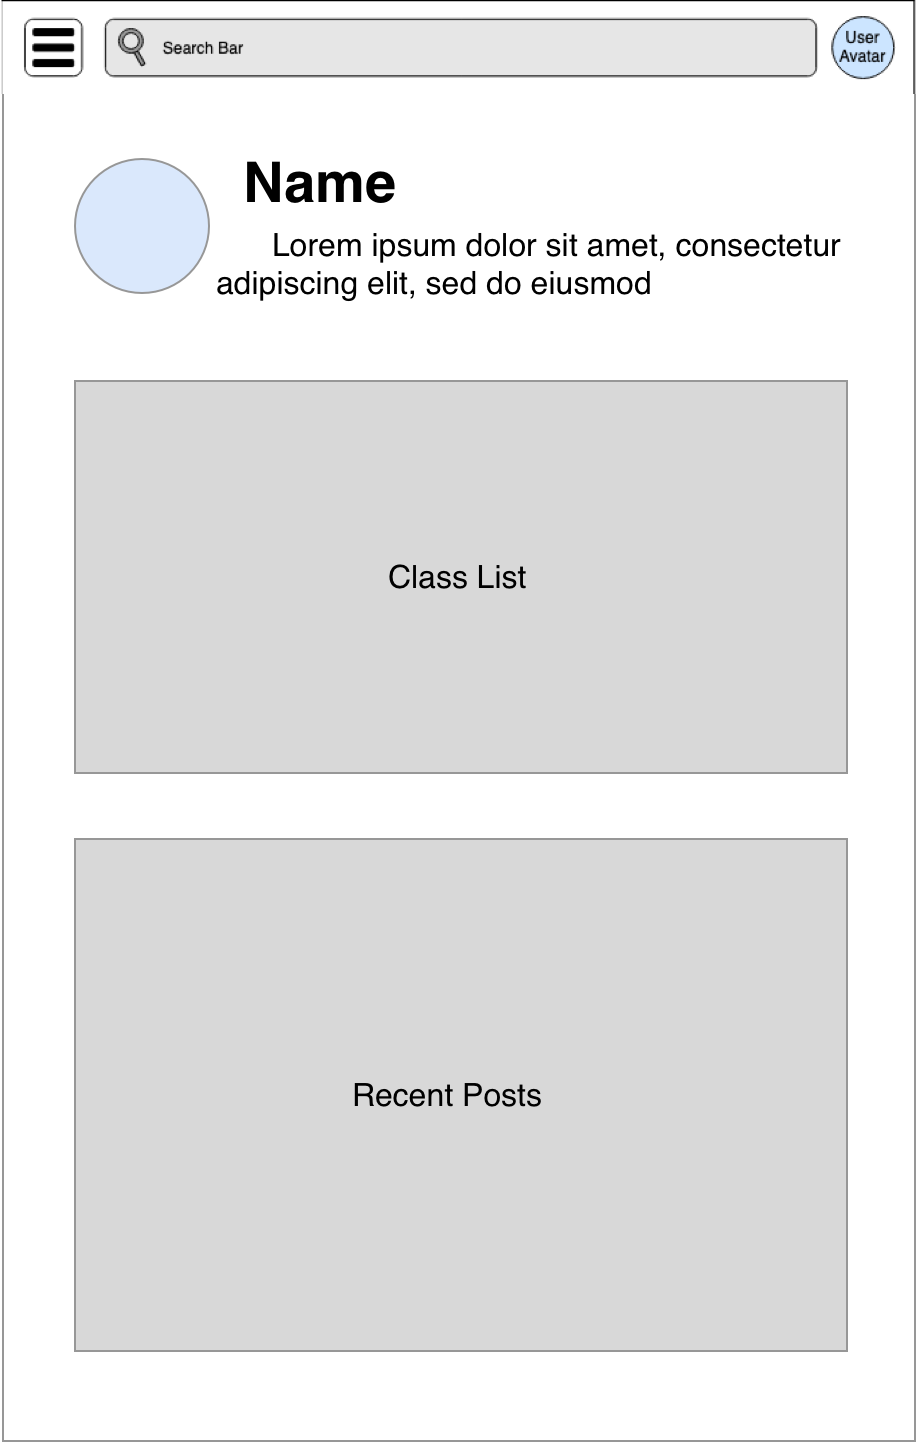 Search Bar
User
Avatar
Name
Lorem ipsum dolor sit amet, consectetur
adipiscing elit, sed do eiusmod
Class List
Recent Posts